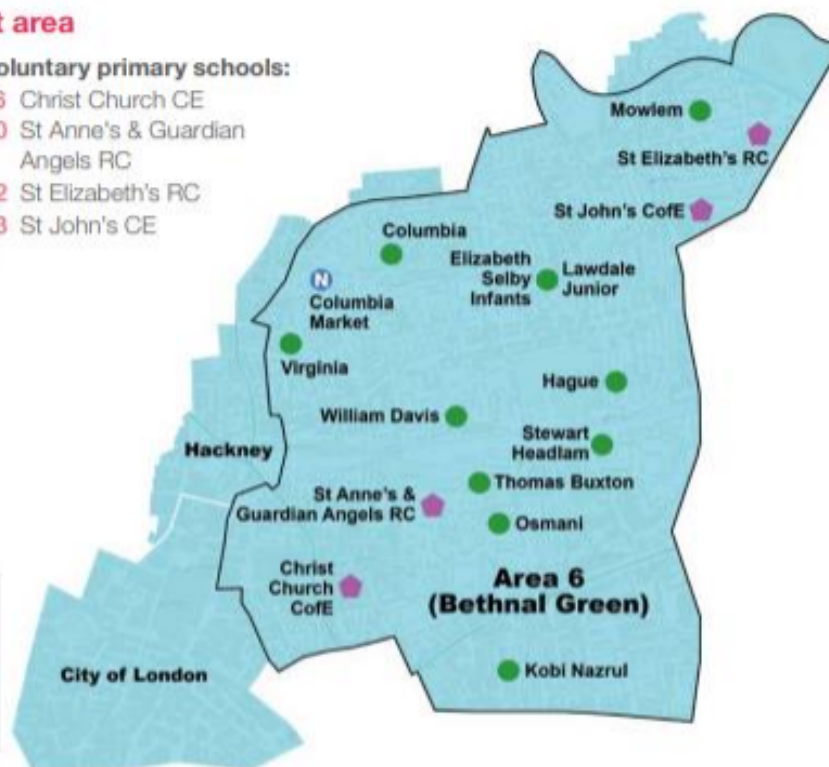 t area
oluntary primary schools:
6 Christ Church CE
0 St Anne's & Guardian
Angels RC
2 St Elizabeth's RC
3 St John's CE
Mowlem
St Elizabeth's RC
St John's CofE
Columbia
Elizabeth
Selby
Infants
Lawdale
Junior
N
Columbia
Market
Virginia
Hague
William Davis
Stewart
Headlam
Hackney
Thomas Buxton
St Anne's &
Guardian Angels RC
Osmani
Christ
Church
CofE
Area 6
(Bethnal Green)
City of London
Kobi Nazrul